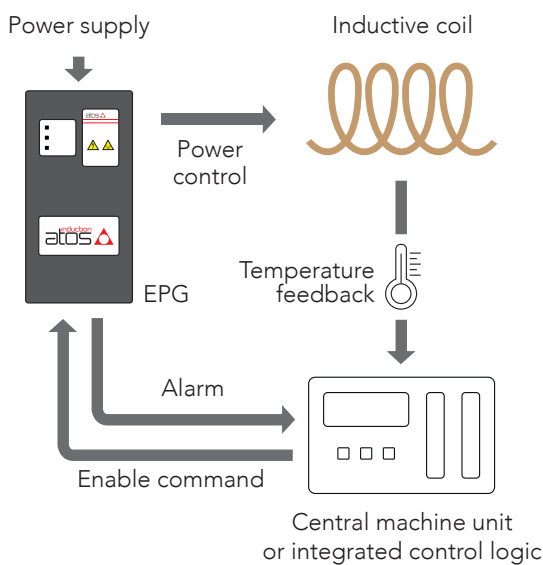 Power supply
Inductive coil
atos
Power
control
induction
atos
Temperature
feedback
EPG
Alarm
Enable command
Central machine unit
or integrated control logic